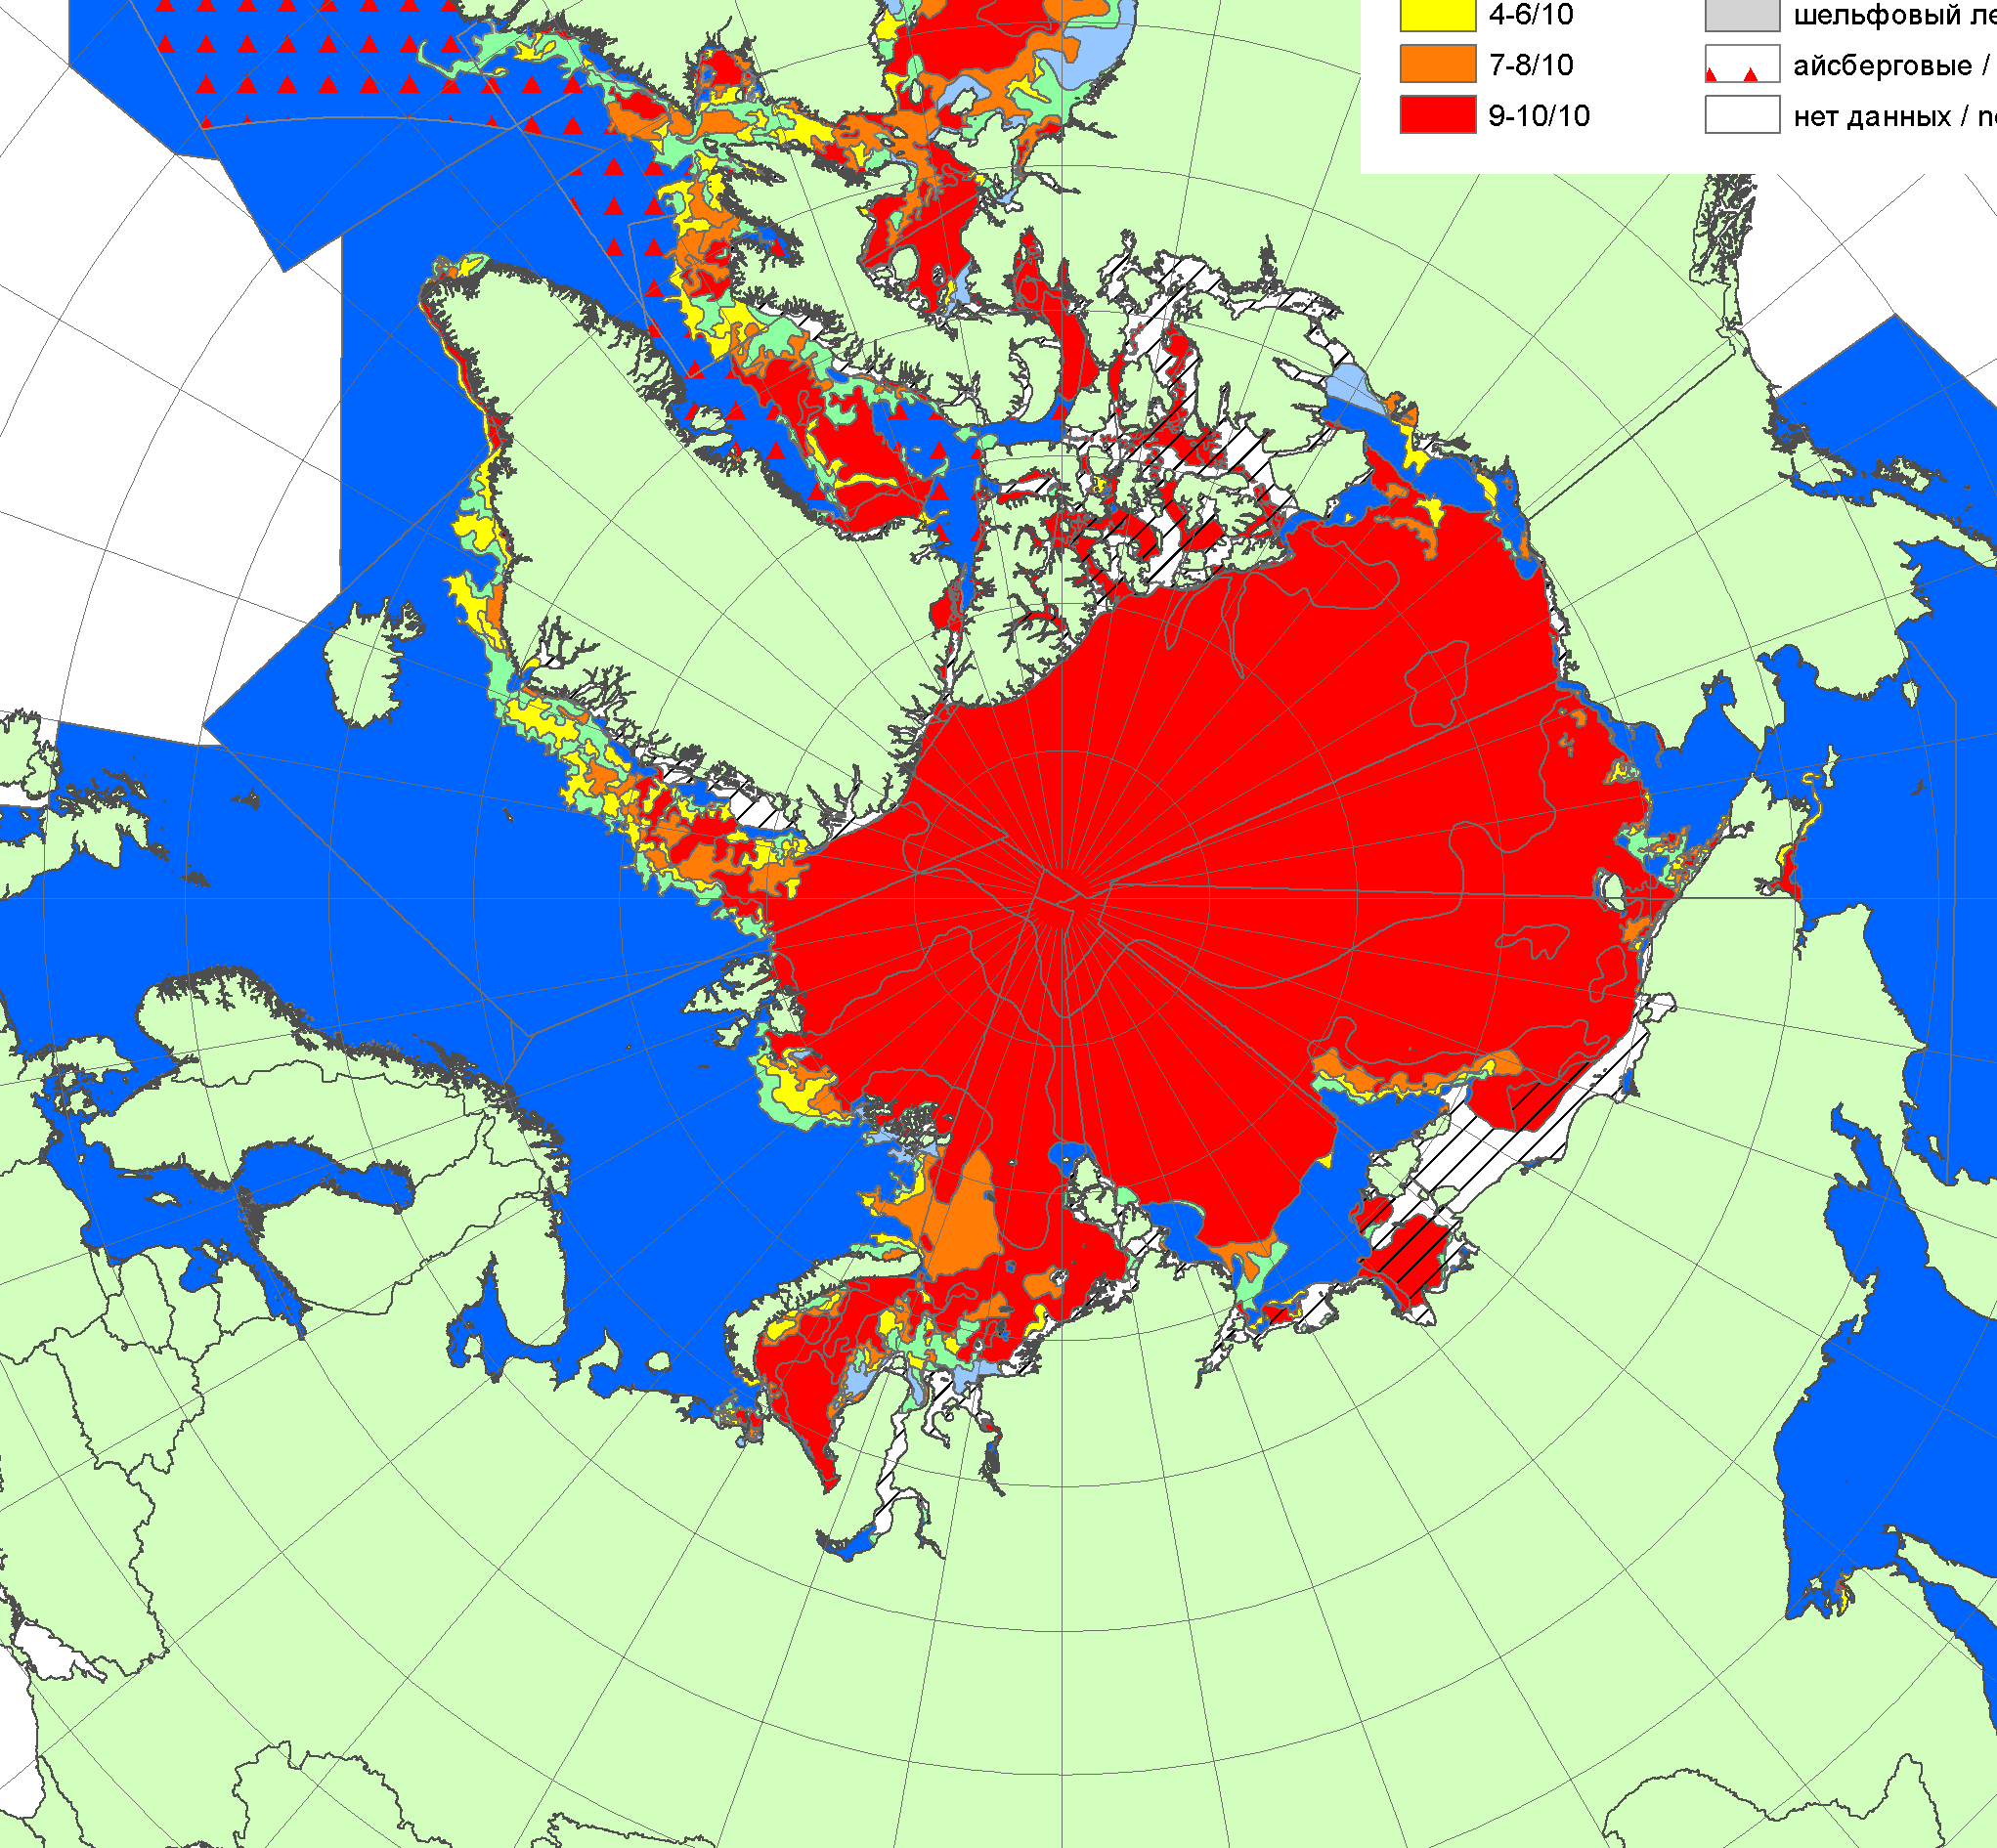 4-6/10
шельфовый ле
7-8/10
айсберговые /
9-10/10
нет данных / n